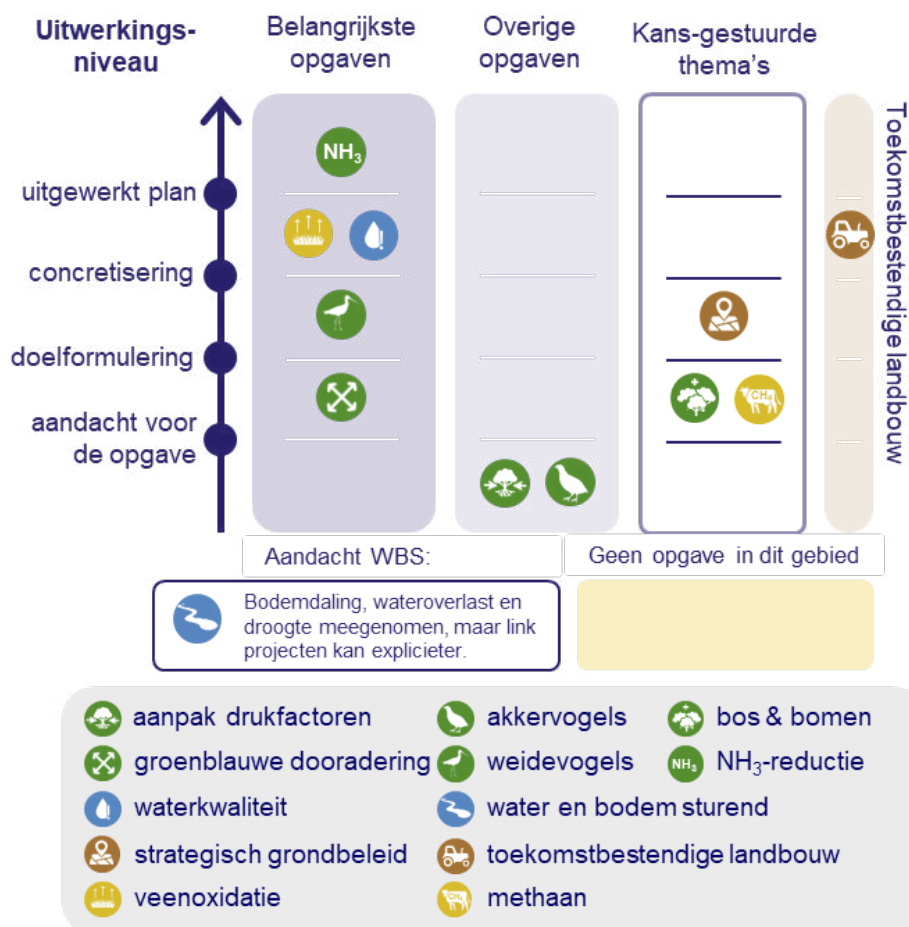 Uitwerkings-
niveau
Belangrijkste
opgaven
Overige
opgaven
Kans-gestuurde
thema's
Toekomstbestendige landbouw
NH3
uitgewerkt plan
concretisering
doelformulering
aandacht voor
de opgave
CH4
Aandacht WBS:
Geen opgave in dit gebied
Bodemdaling, wateroverlast en
droogte meegenomen, maar link
projecten kan explicieter.
aanpak drukfactoren
akkervogels
bos & bomen
groenblauwe dooradering
weidevogels
NH3 NH3-reductie
waterkwaliteit
water en bodem sturend
strategisch grondbeleid
toekomstbestendige landbouw
veenoxidatie
CH4 methaan